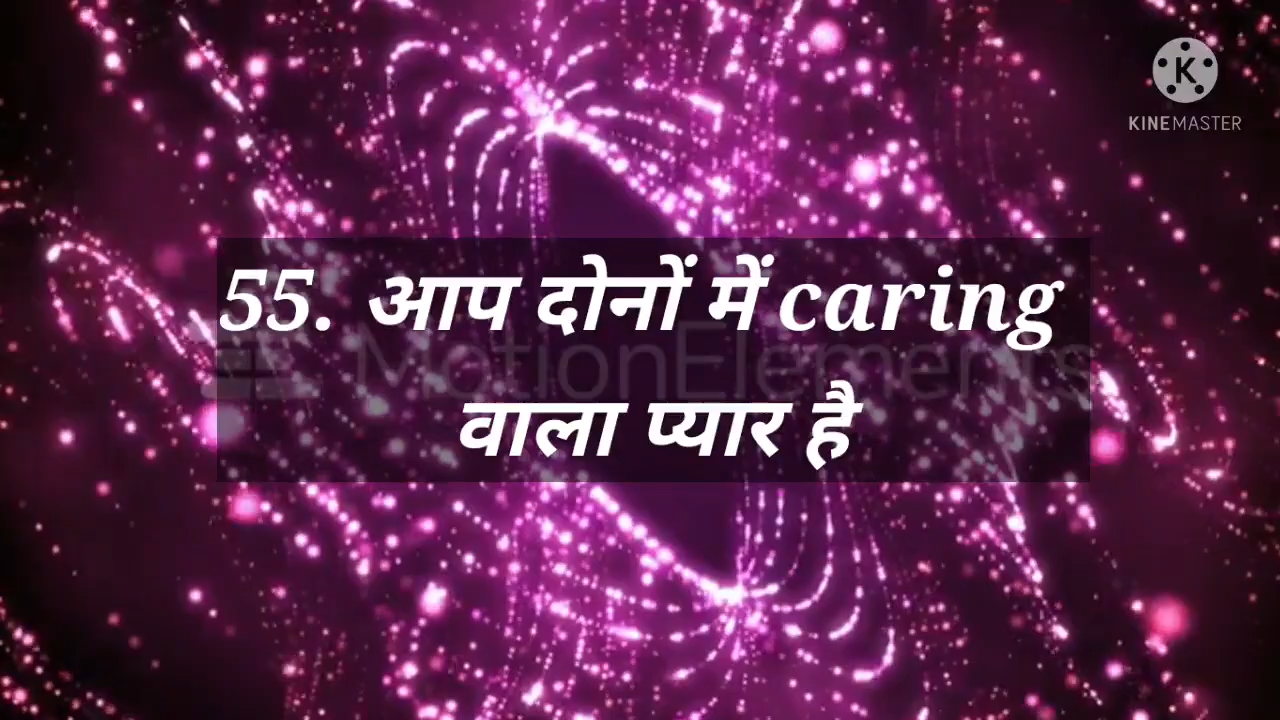 KINEMASTER
55. आप दोनों में caring
MotionElements
वाला प्यार है